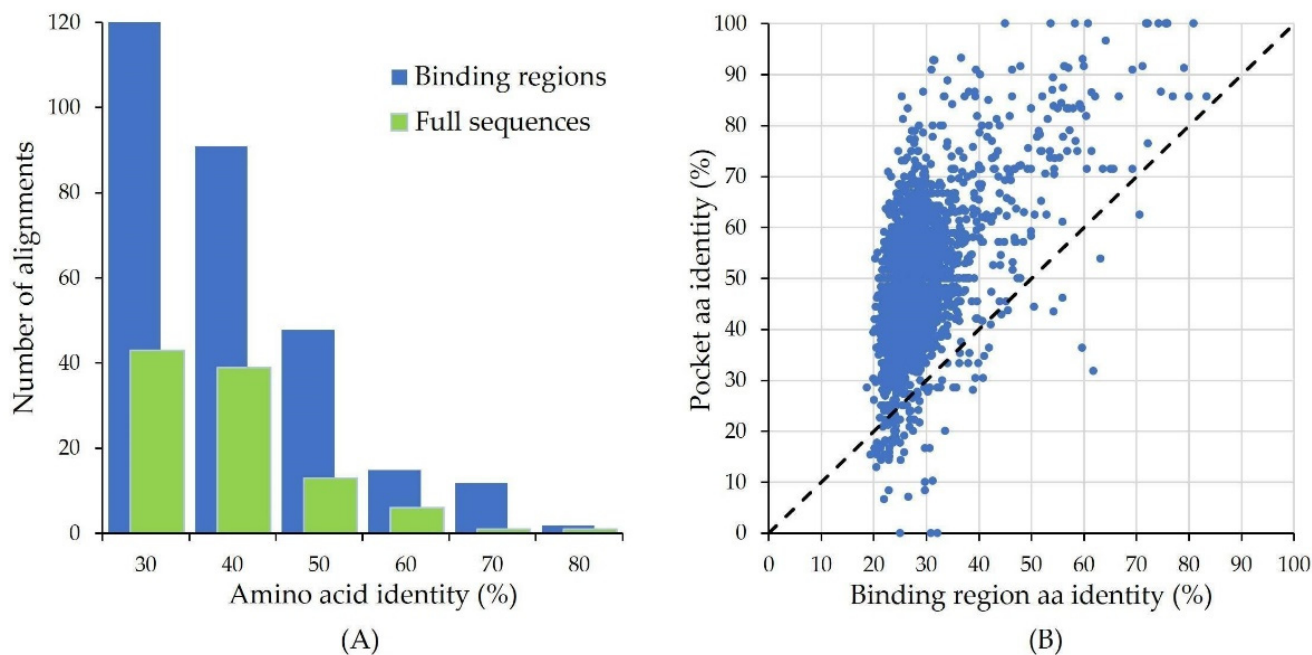 120
100
80
60
40
20
0
Number of alignments
Binding regions
Full sequences
30 40 50 60 70 80
Amino acid identity (%)
(A)
100
90
80
70
60
50
40
30
20
10
0
Pocket aa identity (%)
0 10 20 30 40 50 60 70 80 90 100
Binding region aa identity (%)
(B)